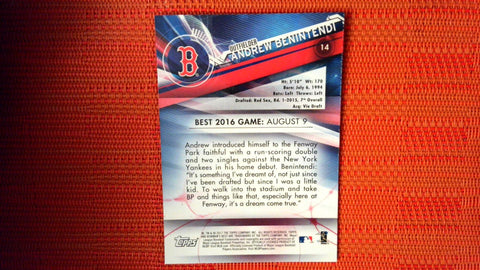 OUTFIELDER
ANDREW BENINTENDI
14
B
Ht: 5'10" Wt: 170
Born: July 6, 1994
Bats: Left Throws: Left
Drafted: Red Sox, Rd. 1-2015, 7th Overall
Acq: Via Draft
BEST 2016 GAME: AUGUST 9
Andrew introduced himself to the Fenway
Park faithful with a run-scoring double
and two singles against the New York
Yankees in his home debut. Benintendi:
"It's something I've dreamt of, not just since
I've been drafted but since I was a little
kid. To walk into the stadium and take
BP and things like that, especially here at
Fenway, it's a dream come true."
Topps